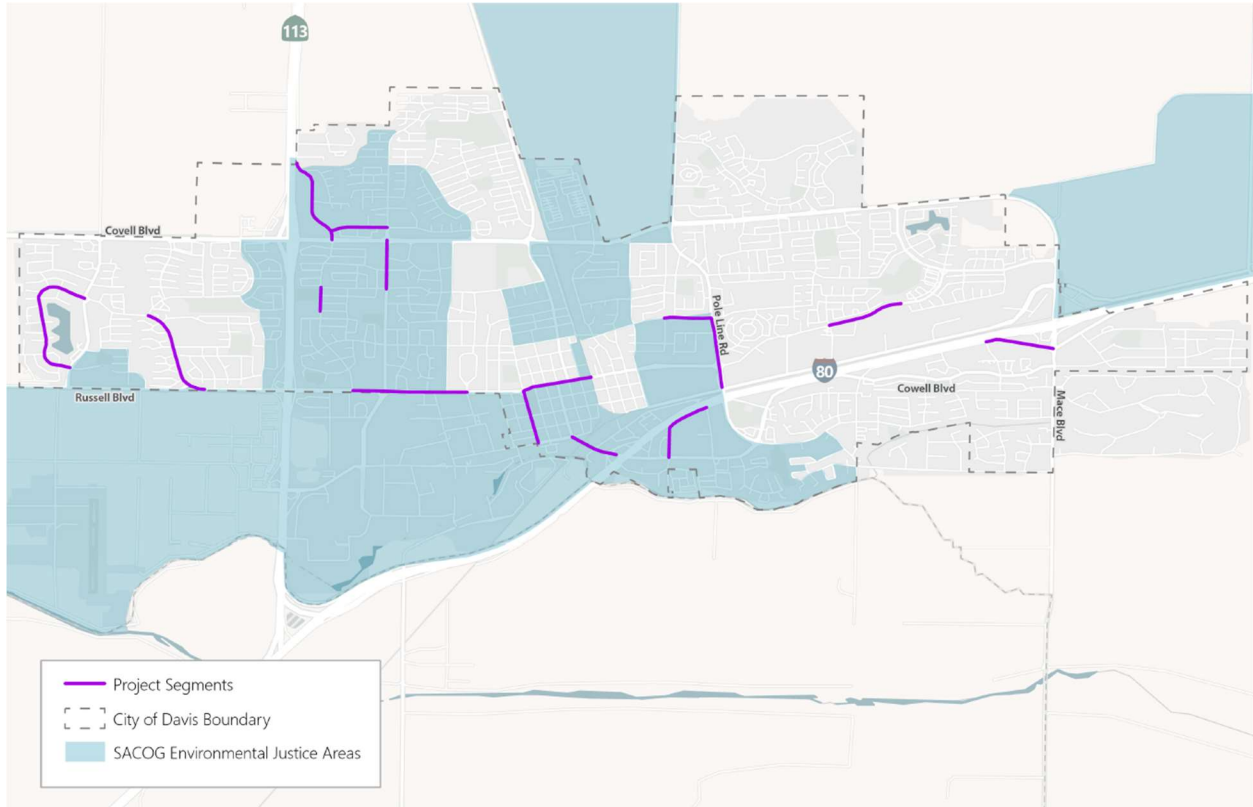 113
Covell Blvd
Pole Line Rd
80
Cowell Blvd
Russell Blvd
Mace Blvd
Project Segments
City of Davis Boundary
SACOG Environmental Justice Areas